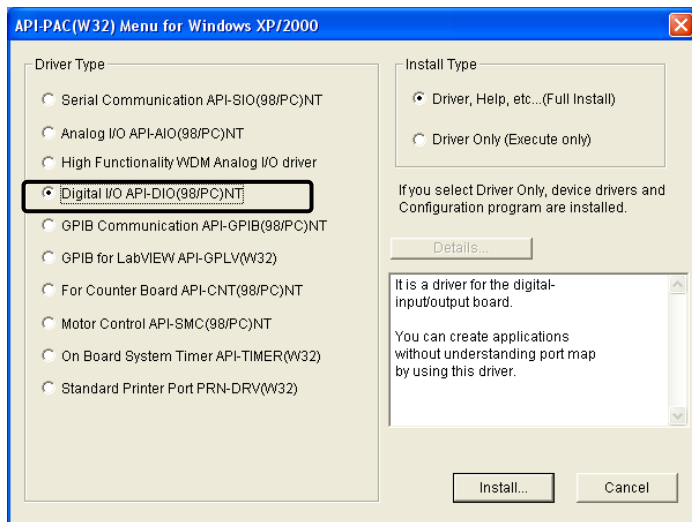 API-PAC(W32) Menu for Windows XP/2000
Driver Type
Serial Communication API-SIO(98/PC)NT
Analog I/O API-AIO(98/PC)NT
High Functionality WDM Analog I/O driver
Digital I/O API-DIO(98/PC)NT
GPIB Communication API-GPIB(98/PC)NT
GPIB for LabVIEW API-GPLV(W32)
For Counter Board API-CNT(98/PC)NT
Motor Control API-SMC(98/PC)NT
On Board System Timer API-TIMER(W32)
Standard Printer Port PRN-DRV(W32)
Install Type
Driver, Help, etc...(Full Install)
Driver Only (Execute only)
If you select Driver Only, device drivers and
Configuration program are installed.
Details...
It is a driver for the digital-
input/output board.
You can create applications
without understanding port map
by using this driver.
Install...
Cancel